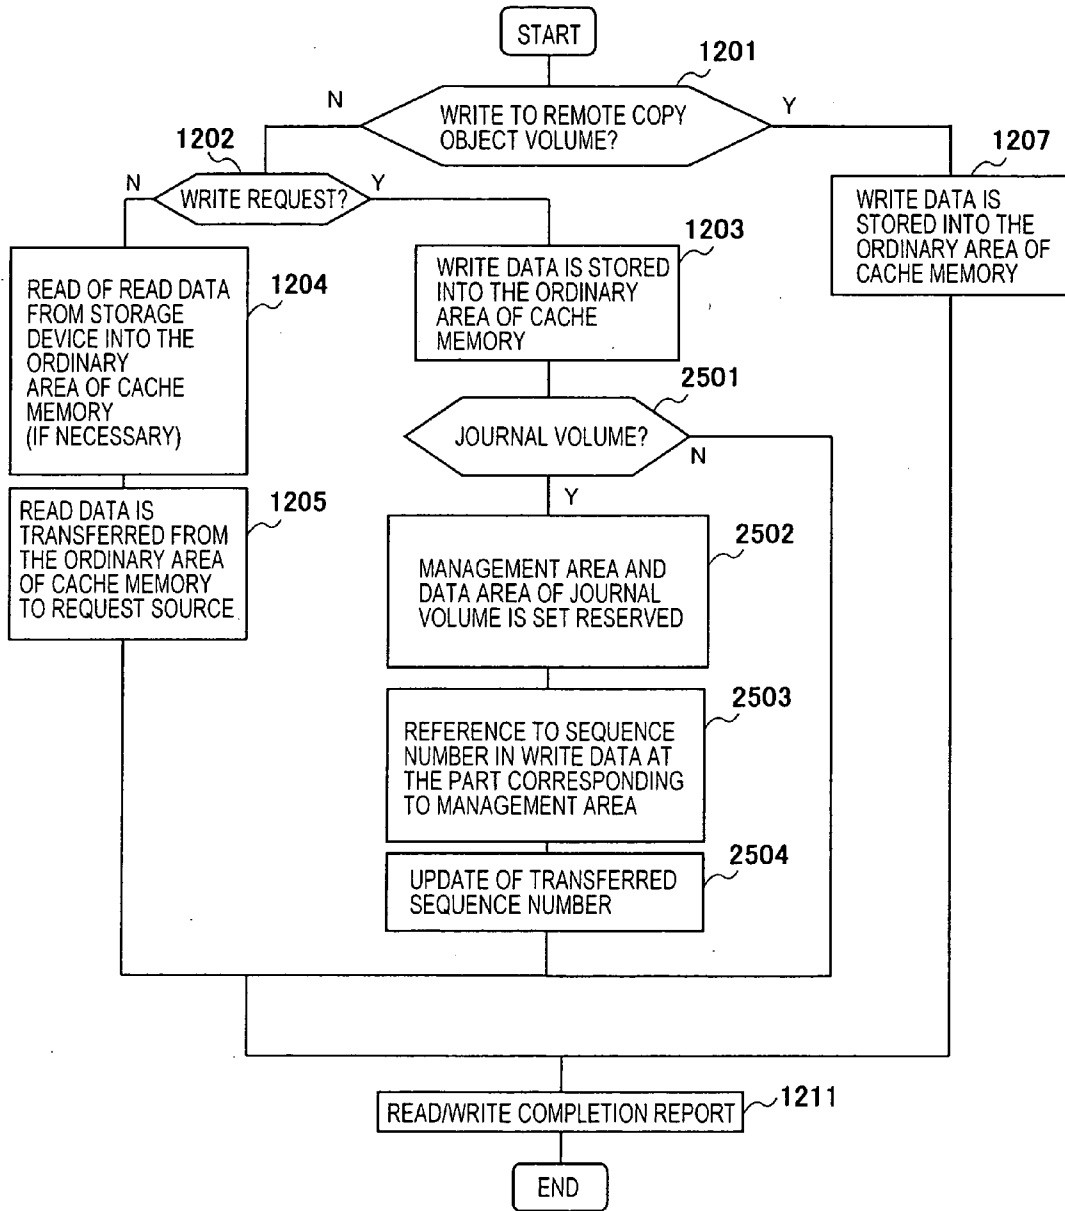 START
1201
N
WRITE TO REMOTE COPY
OBJECT VOLUME?
Y
1202
N
WRITE REQUEST?
Y
1207
WRITE DATA IS
STORED INTO THE
ORDINARY AREA OF
CACHE MEMORY
1203
WRITE DATA IS STORED
INTO THE ORDINARY
AREA OF CACHE
MEMORY
1204
READ OF READ DATA
FROM STORAGE
DEVICE INTO THE
ORDINARY
AREA OF CACHE
MEMORY
(IF NECESSARY)
2501
JOURNAL VOLUME?
N
Y
1205
READ DATA IS
TRANSFERRED FROM
THE ORDINARY AREA
OF CACHE MEMORY
TO REQUEST SOURCE
2502
MANAGEMENT AREA AND
DATA AREA OF JOURNAL
VOLUME IS SET RESERVED
2503
REFERENCE TO SEQUENCE
NUMBER IN WRITE DATA AT
THE PART CORRESPONDING
TO MANAGEMENT AREA
2504
UPDATE OF TRANSFERRED
SEQUENCE NUMBER
READ/WRITE COMPLETION REPORT
1211
END